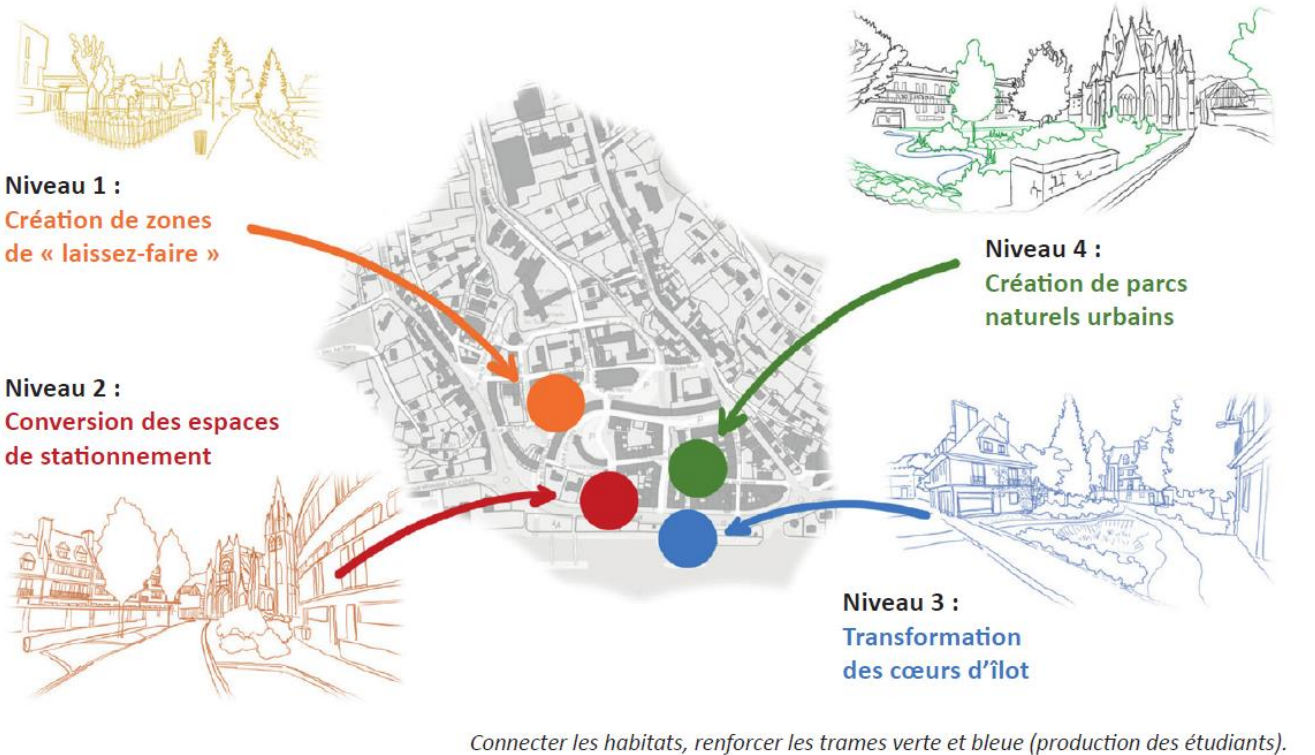 Niveau 1 :
Création de zones
de « laissez-faire »
Niveau 4 :
Création de parcs
naturels urbains
Niveau 2 :
Conversion des espaces
de stationnement
Niveau 3 :
Transformation
des cœurs d’îlot
Connecter les habitats, renforcer les trames verte et bleue (production des étudiants).